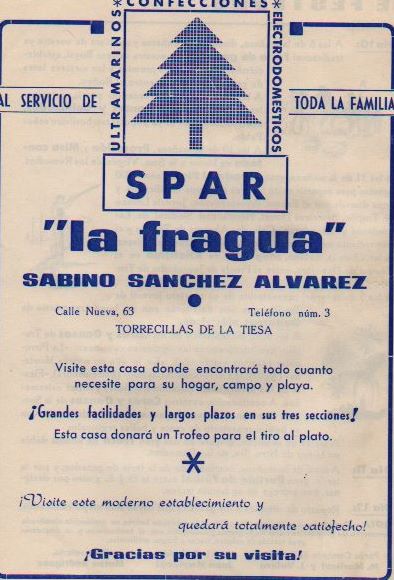 *CONFECCIONES*
ULTRAMARINOS
ELECTRODOMESTICOS
AL SERVICIO DE
TODA LA FAMILIA
SPAR
"la fragua"
SABINO SANCHEZ ALVAREZ
Calle Nueva, 63
Teléfono núm. 3
TORRECILLAS DE LA TIESA
Visite esta casa donde encontrará todo cuanto
necesite para su hogar, campo y playa.
¡Grandes facilidades y largos plazos en sus tres secciones!
Esta casa donará un Trofeo para el tiro al plato.
*
¡Visite este moderno establecimiento y
quedará totalmente satisfecho!
¡Gracias por su visita!